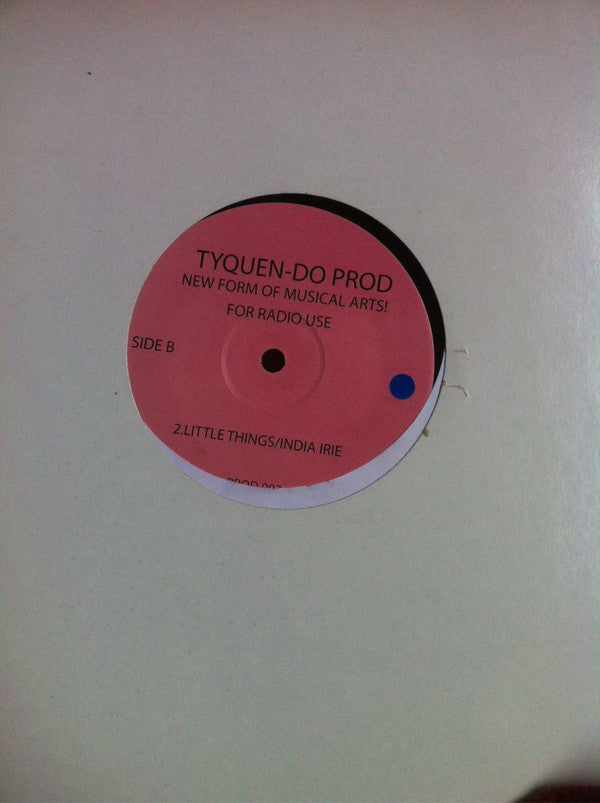 TYQUEN-DO PROD
NEW FORM OF MUSICAL ARTS!
FOR RADIO USE
SIDE B
2.LITTLE THINGS/INDIA IRIE